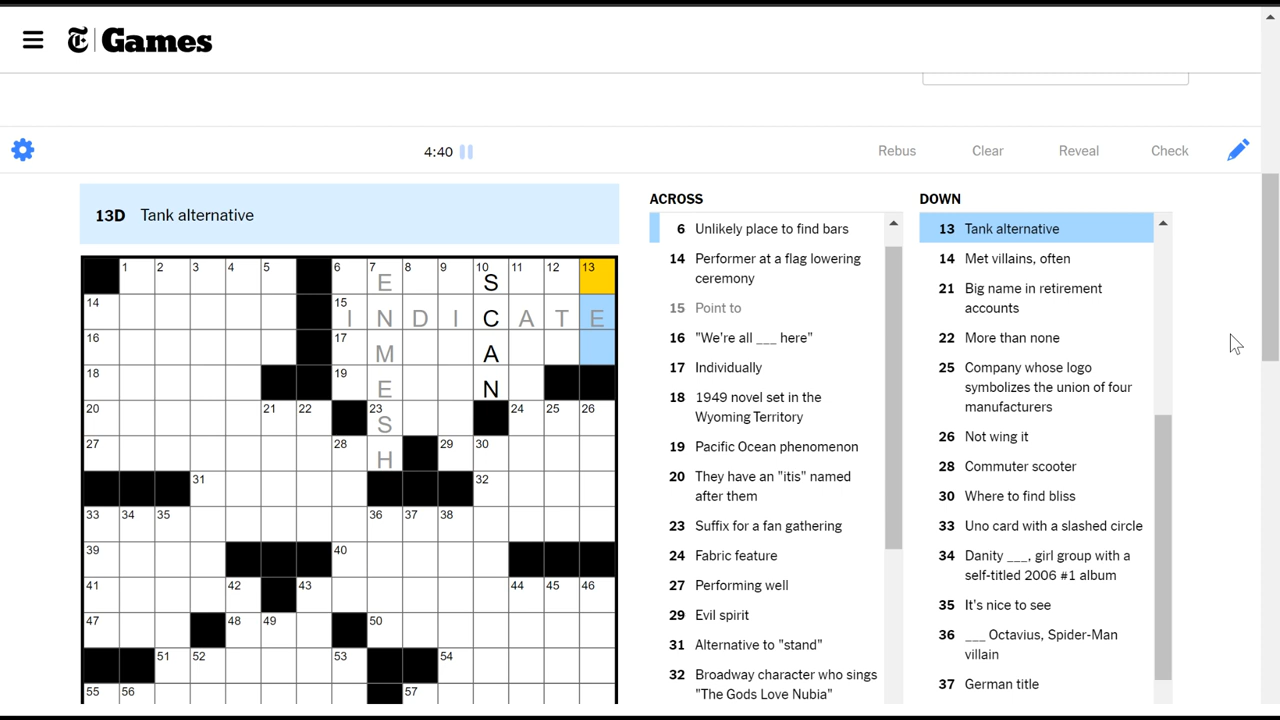 T Games
4:40
Rebus
Clear
Reveal
Check
13D Tank alternative
1 2 3 4 5 6 7 8 9 10 11 12 13
E S
14 15
I N D I C A T E
16 17
M A
18 19
E N
20 21 22 23 24 25 26
S
27 28 29 30
H
31 32
33 34 35 36 37 38
39 40
41 42 43 44 45 46
47 48 49 50
51 52 53 54
55 56 57
ACROSS
6 Unlikely place to find bars
14 Performer at a flag lowering
ceremony
15 Point to
16 "We're all ___ here"
17 Individually
18 1949 novel set in the
Wyoming Territory
19 Pacific Ocean phenomenon
20 They have an "itis" named
after them
23 Suffix for a fan gathering
24 Fabric feature
27 Performing well
29 Evil spirit
31 Alternative to "stand"
32 Broadway character who sings
"The Gods Love Nubia"
DOWN
13 Tank alternative
14 Met villains, often
21 Big name in retirement
accounts
22 More than none
25 Company whose logo
symbolizes the union of four
manufacturers
26 Not wing it
28 Commuter scooter
30 Where to find bliss
33 Uno card with a slashed circle
34 Danity ___, girl group with a
self-titled 2006 #1 album
35 It's nice to see
36 ___ Octavius, Spider-Man
villain
37 German title